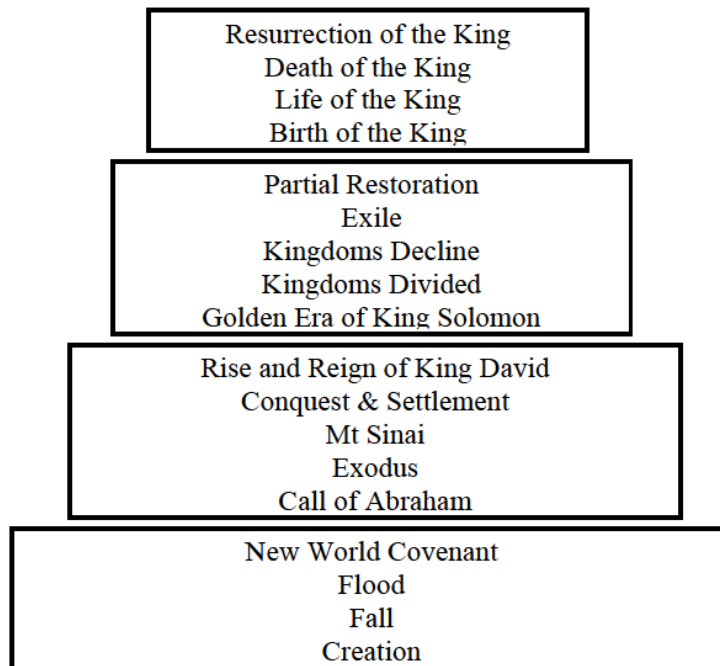 Resurrection of the King
Death of the King
Life of the King
Birth of the King
Partial Restoration
Exile
Kingdoms Decline
Kingdoms Divided
Golden Era of King Solomon
Rise and Reign of King David
Conquest & Settlement
Mt Sinai
Exodus
Call of Abraham
New World Covenant
Flood
Fall
Creation